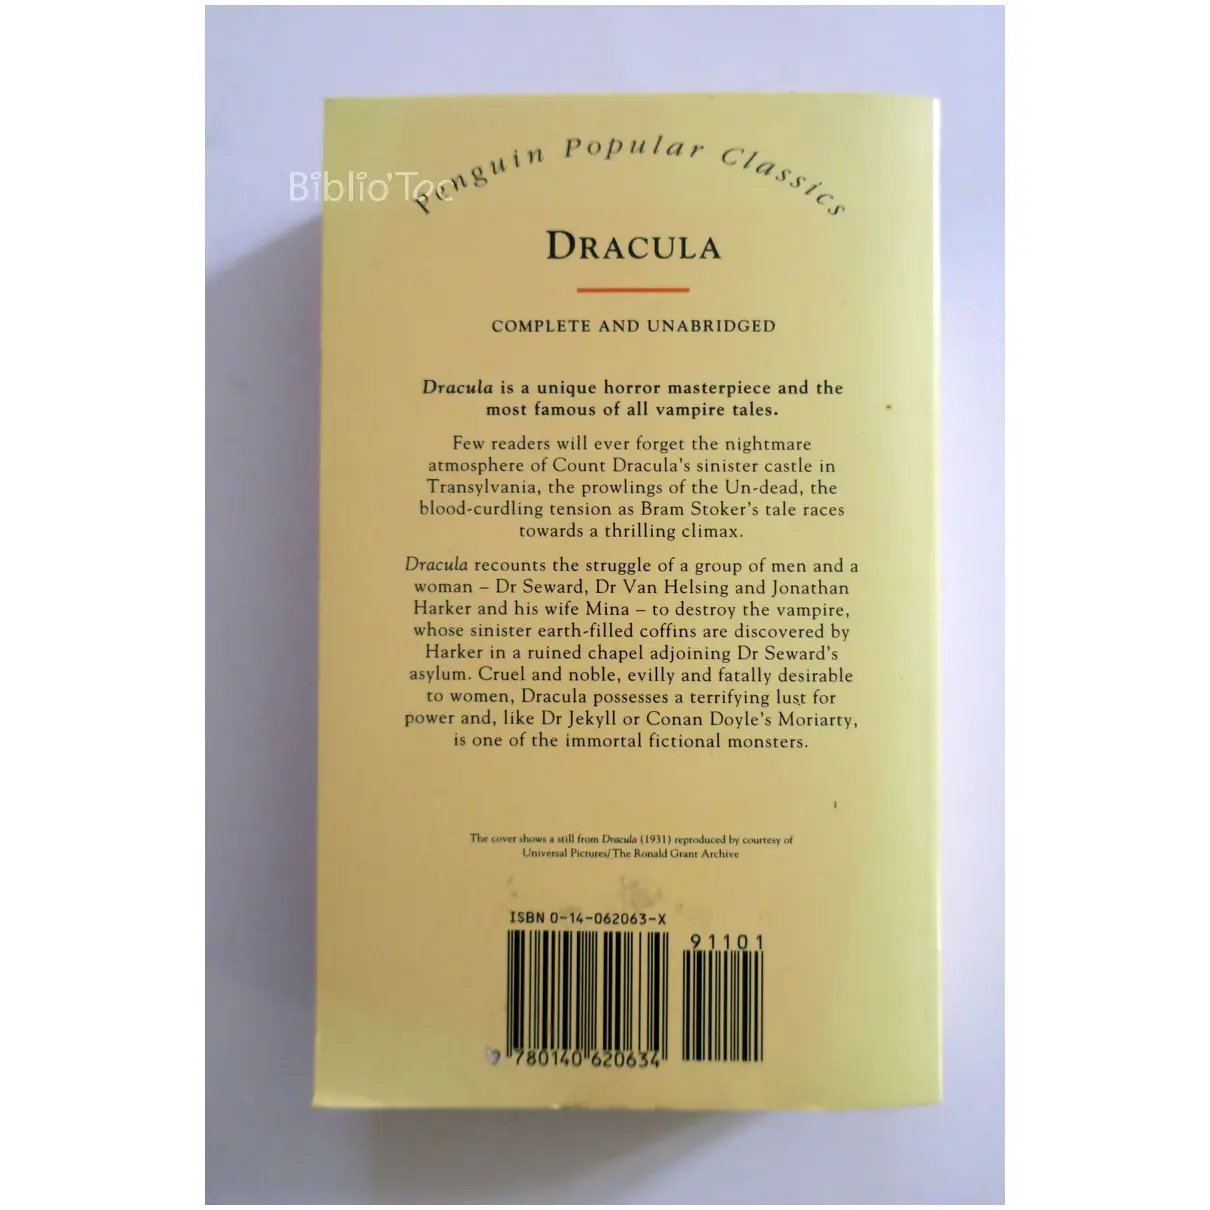 Penguin Popular Classics
Biblio'Tec
DRACULA
COMPLETE AND UNABRIDGED
Dracula is a unique horror masterpiece and the
most famous of all vampire tales.
Few readers will ever forget the nightmare
atmosphere of Count Dracula's sinister castle in
Transylvania, the prowlings of the Un-dead, the
blood-curdling tension as Bram Stoker's tale races
towards a thrilling climax.
Dracula recounts the struggle of a group of men and a
woman – Dr Seward, Dr Van Helsing and Jonathan
Harker and his wife Mina – to destroy the vampire,
whose sinister earth-filled coffins are discovered by
Harker in a ruined chapel adjoining Dr Seward's
asylum. Cruel and noble, evilly and fatally desirable
to women, Dracula possesses a terrifying lust for
power and, like Dr Jekyll or Conan Doyle's Moriarty,
is one of the immortal fictional monsters.
The cover shows a still from Dracula (1931) reproduced by courtesy of
Universal Pictures/The Ronald Grant Archive
ISBN 0-14-062063-X
91101
9 780140 620634